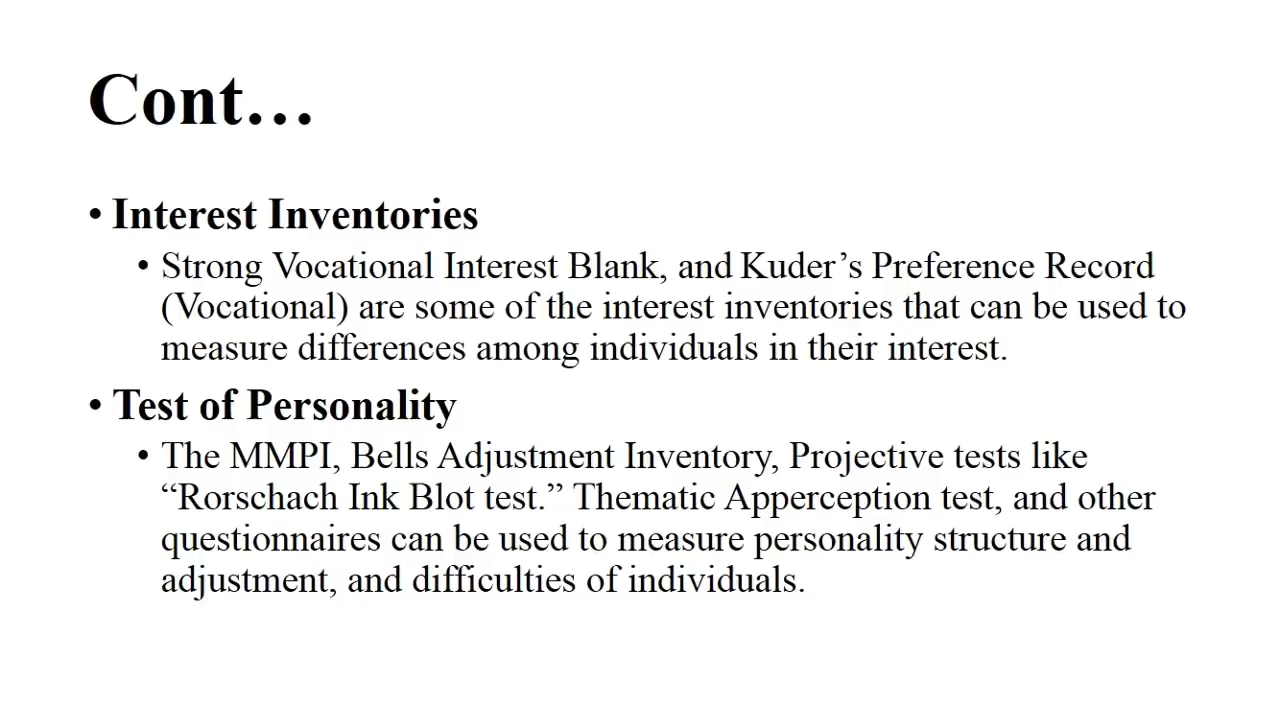 Cont…
• Interest Inventories
• Strong Vocational Interest Blank, and Kuder’s Preference Record
(Vocational) are some of the interest inventories that can be used to
measure differences among individuals in their interest.
• Test of Personality
• The MMPI, Bells Adjustment Inventory, Projective tests like
“Rorschach Ink Blot test.” Thematic Apperception test, and other
questionnaires can be used to measure personality structure and
adjustment, and difficulties of individuals.